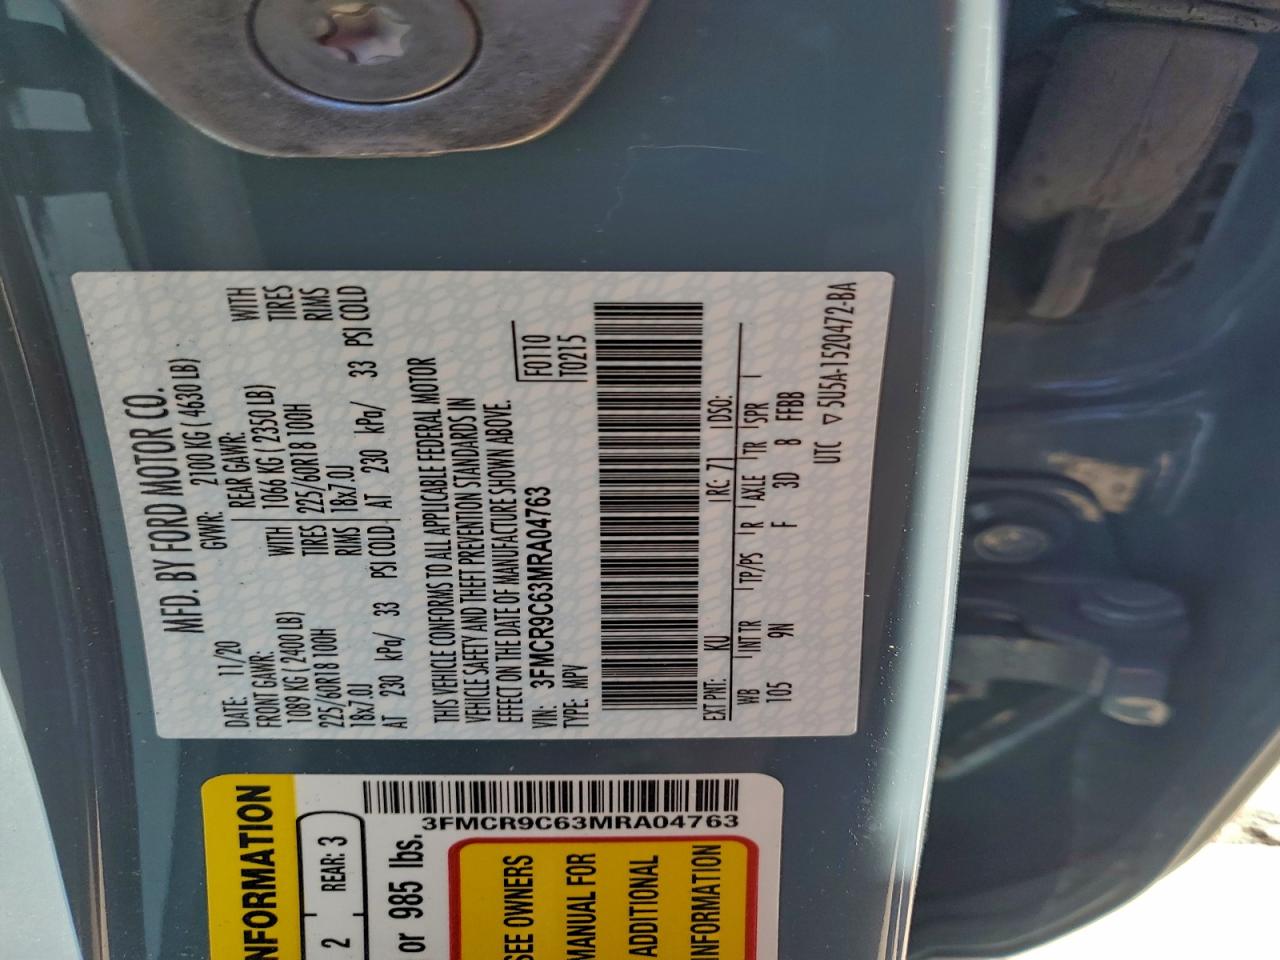 MFD. BY FORD MOTOR CO.
DATE: 11/20 GVWR: 2100 KG ( 4630 LB)
FRONT GAWR: REAR GAWR: WITH
1089 KG ( 2400 LB) WITH 1066 KG ( 2350 LB) TIRES
225/60R18 100H TIRES 225/60R18 100H RIMS
18x7.0J RIMS 18x7.0J
AT 230 kPa/ 33 PSI COLD AT 230 kPa/ 33 PSI COLD
THIS VEHICLE CONFORMS TO ALL APPLICABLE FEDERAL MOTOR
VEHICLE SAFETY AND THEFT PREVENTION STANDARDS IN
EFFECT ON THE DATE OF MANUFACTURE SHOWN ABOVE.
VIN: 3FMCR9C63MRA04763 F0110
TYPE: MPV T0215
EXT PNT: KU RC: 71 DSO:
WB INT TR TP/PS R AXLE TR SPR
105 9N F 3D B FFBB
UTC ▽ 5U5A-1520472-BA
INFORMATION
2 REAR: 3
or 985 lbs.
3FMCR9C63MRA04763
SEE OWNERS
MANUAL FOR
ADDITIONAL
INFORMATION